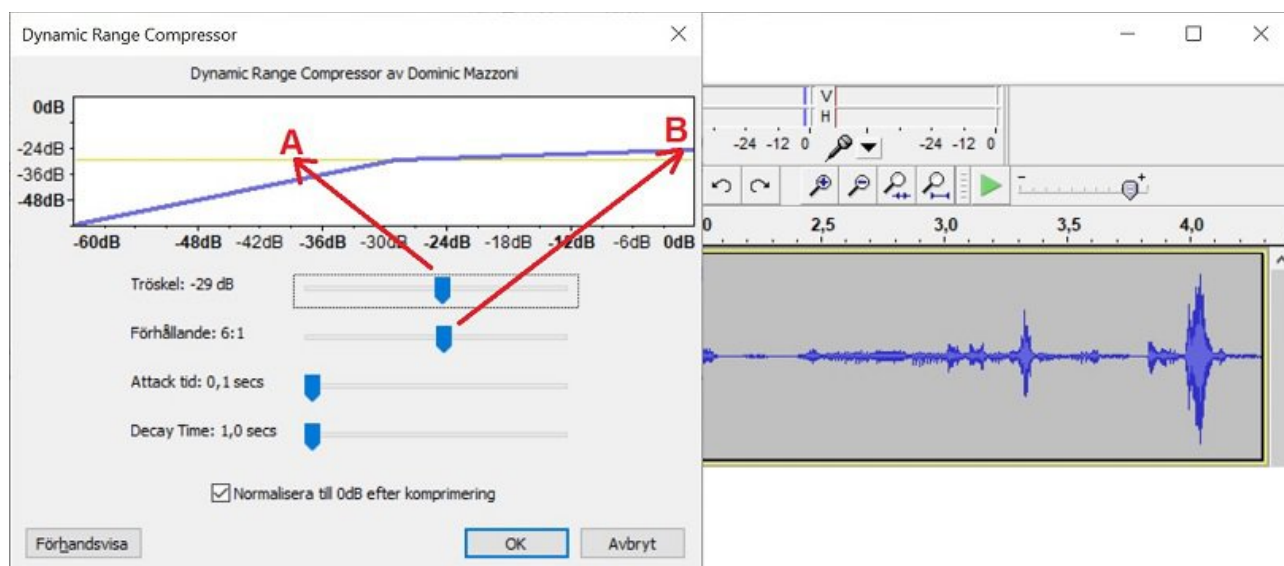 Dynamic Range Compressor
Dynamic Range Compressor av Dominic Mazzoni
0dB
-24dB
-36dB
-48dB
A
B
-60dB -48dB -42dB -36dB -30dB -24dB -18dB -12dB -6dB 0dB
Tröskel: -29 dB
Förhållande: 6:1
Attack tid: 0,1 secs
Decay Time: 1,0 secs
Normalisera till 0dB efter komprimering
Förhandsvisa OK Avbryt
V
H
-24 -12 0 -24 -12 0
- +
0 2,5 3,0 3,5 4,0